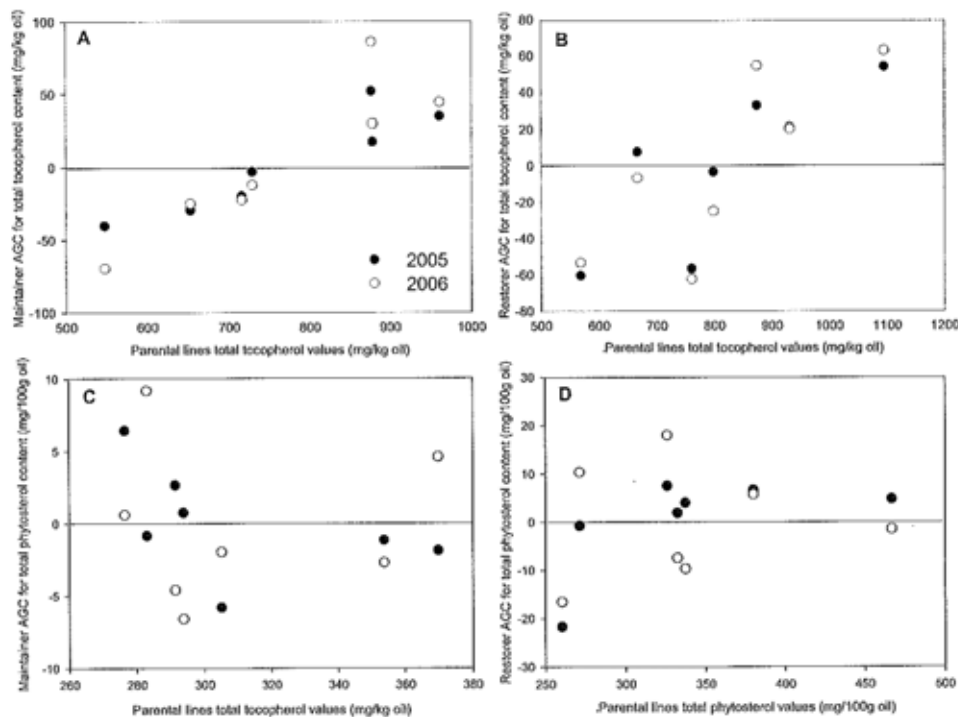 A
Maintainer AGC for total tocopherol content (mg/kg oil)
100
50
0
-50
-100
2005
2006
500 600 700 800 900 1000
Parental lines total tocopherol values (mg/kg oil)
B
Restorer AGC for total tocopherol content (mg/kg oil)
80
60
40
20
0
-20
-40
-60
-80
500 600 700 800 900 1000 1100 1200
.Parental lines total tocopherol values (mg/kg oil)
C
Maintainer AGC for total phytosterol content (mg/100g oil)
10
5
0
-5
-10
260 280 300 320 340 360 380
Parental lines total tocopherol values (mg/kg oil)
D
Restorer AGC for total phytosterol content (mg/100g oil)
30
20
10
0
-10
-20
-30
250 300 350 400 450 500
.Parental lines total phytosterol values (mg/100g oil)